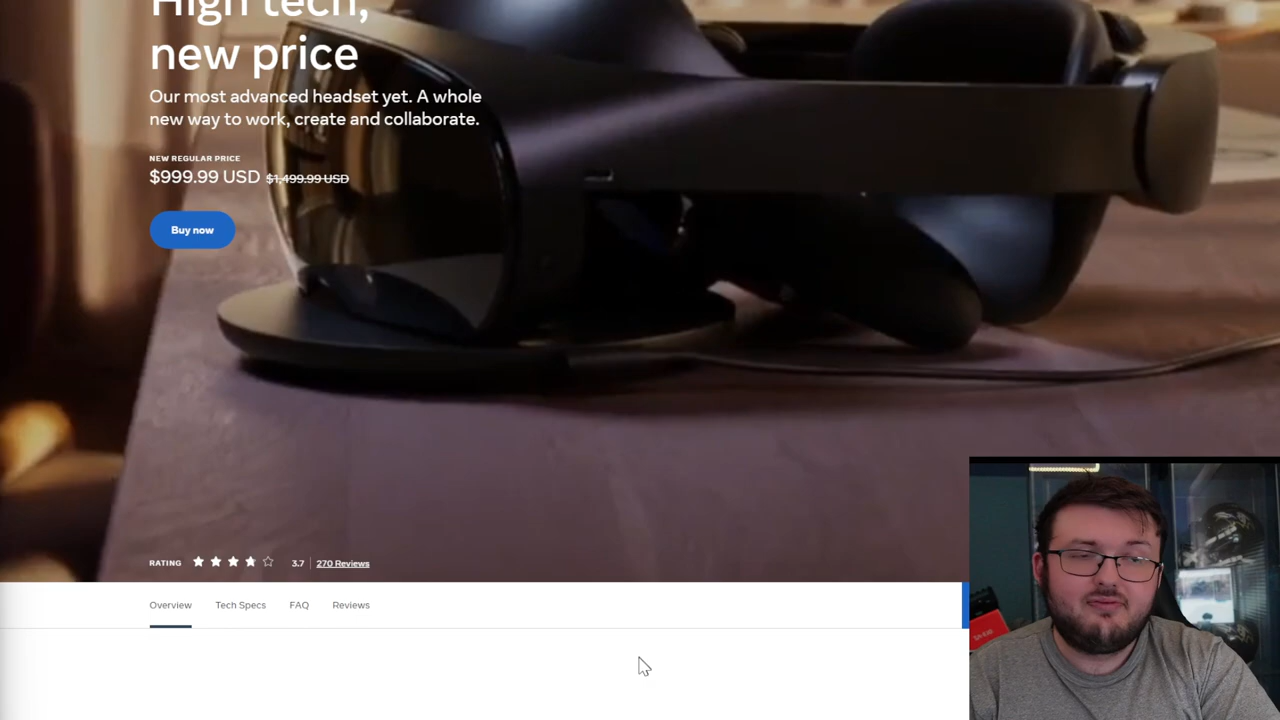 High tech,
new price
Our most advanced headset yet. A whole
new way to work, create and collaborate.
NEW REGULAR PRICE
$999.99 USD $1,499.99 USD
Buy now
RATING 3.7 270 Reviews
Overview Tech Specs FAQ Reviews